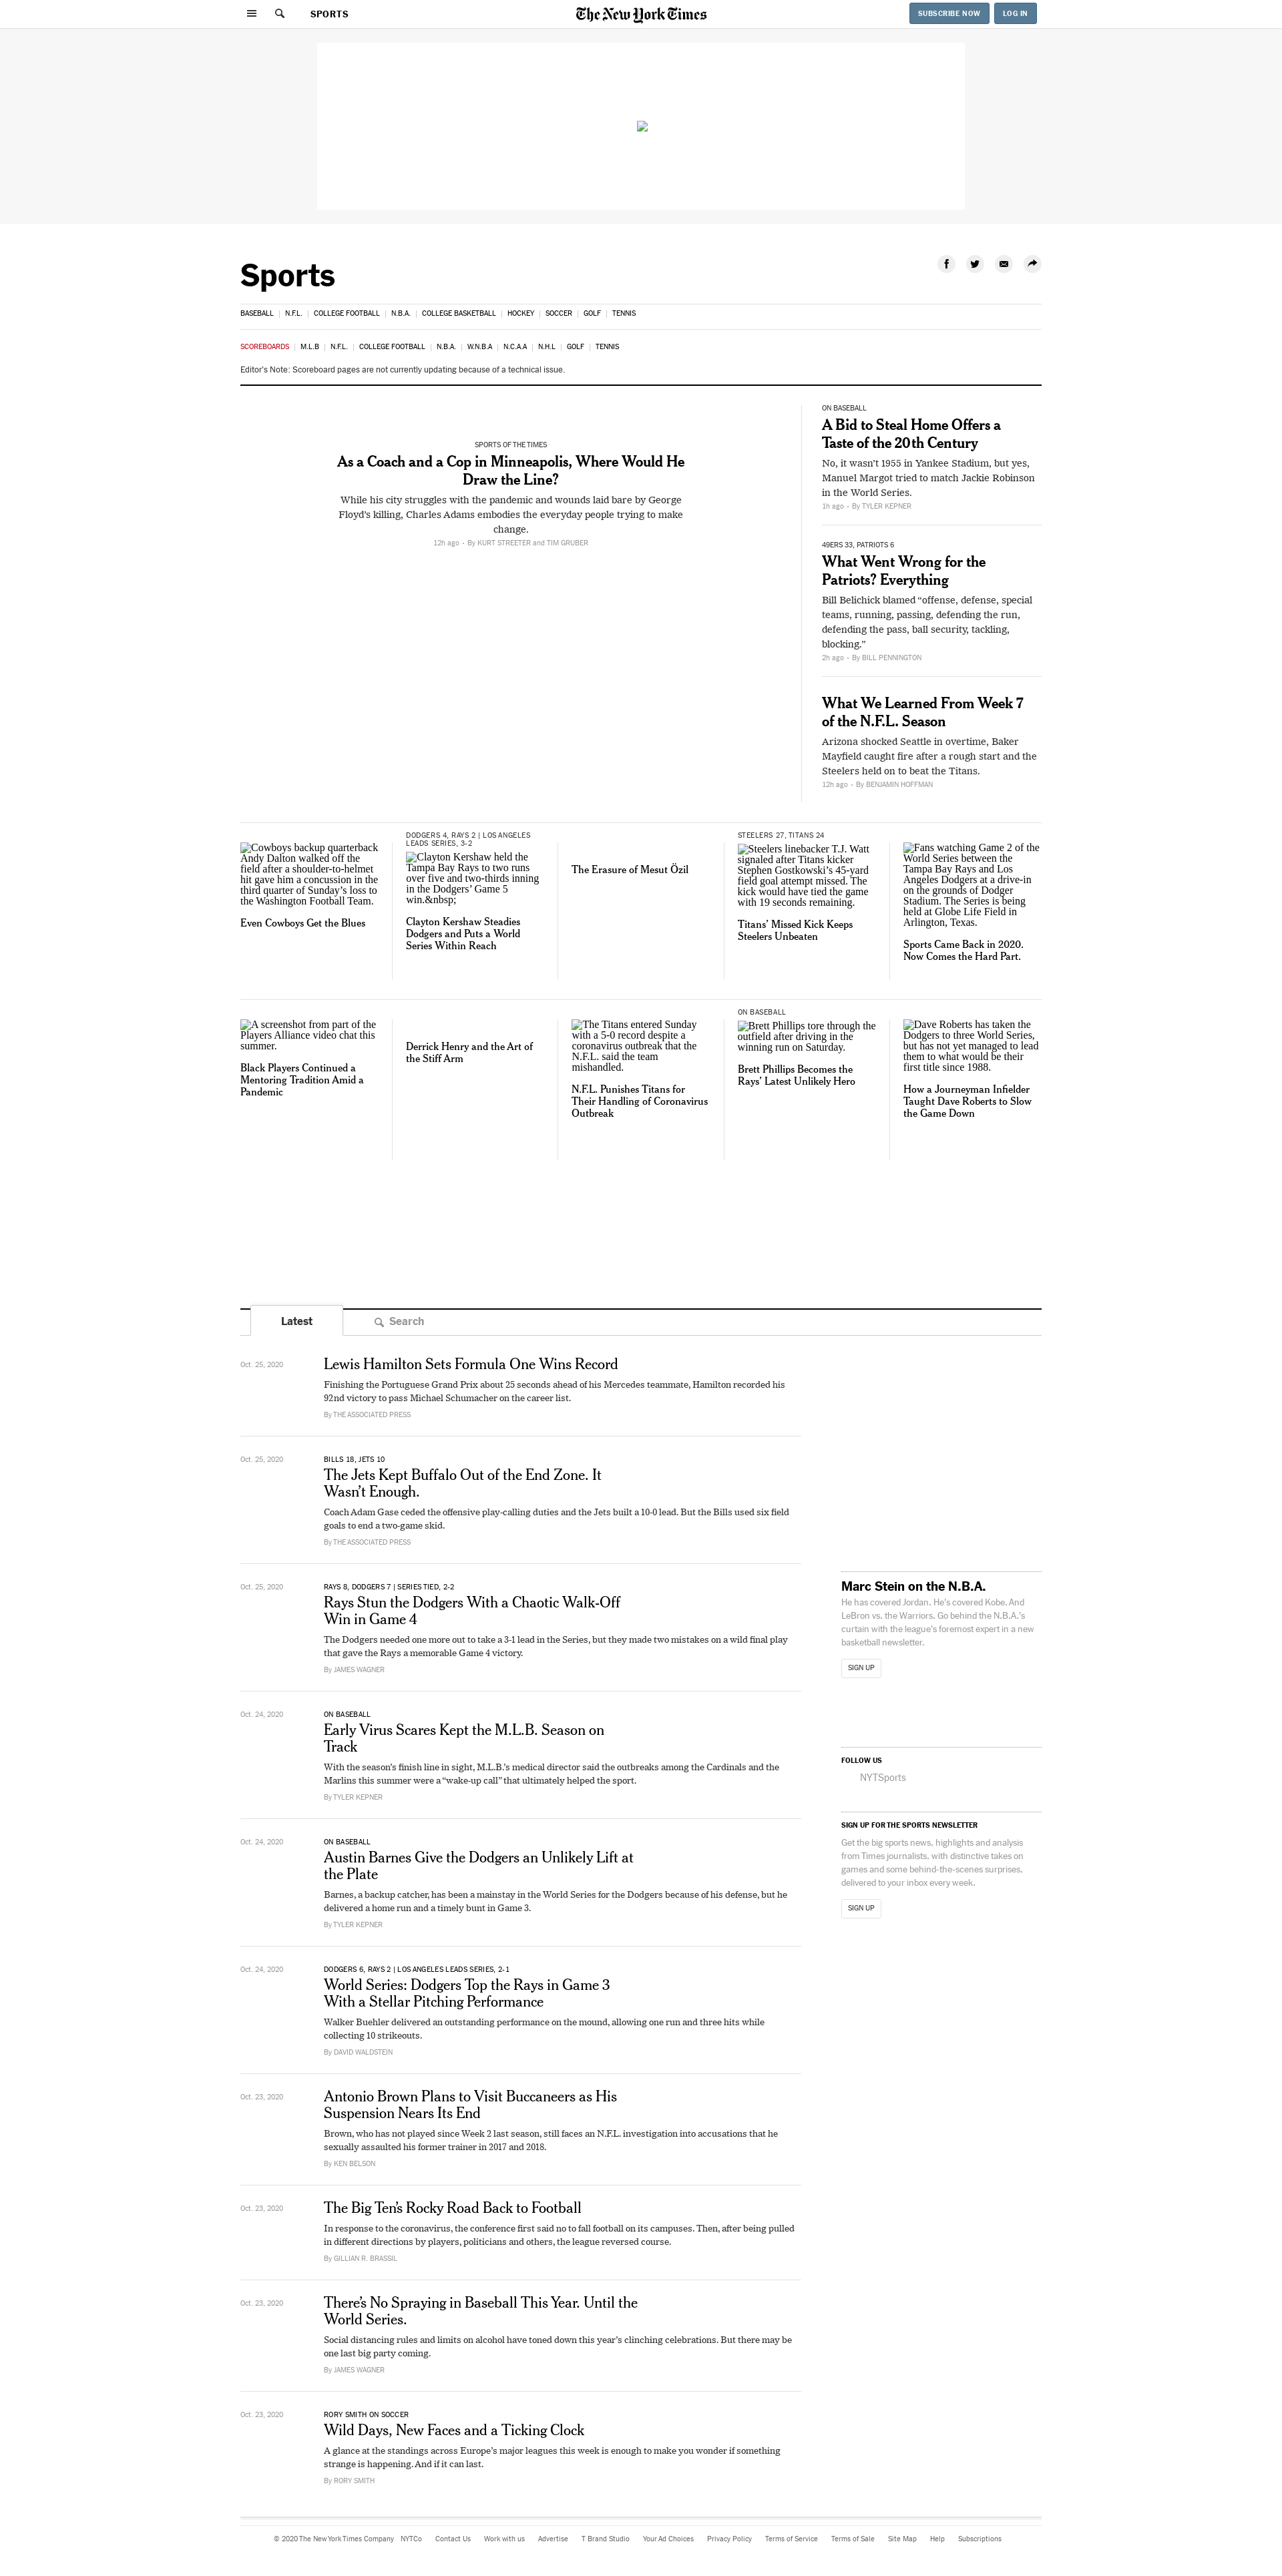 SPORTS
The New York Times
SUBSCRIBE NOW
LOG IN
Sports
BASEBALL | N.F.L. | COLLEGE FOOTBALL | N.B.A. | COLLEGE BASKETBALL | HOCKEY | SOCCER | GOLF | TENNIS
SCOREBOARDS | M.L.B | N.F.L. | COLLEGE FOOTBALL | N.B.A. | W.N.B.A | N.C.A.A | N.H.L | GOLF | TENNIS
Editor's Note: Scoreboard pages are not currently updating because of a technical issue.
SPORTS OF THE TIMES
As a Coach and a Cop in Minneapolis, Where Would He
Draw the Line?
While his city struggles with the pandemic and wounds laid bare by George
Floyd’s killing, Charles Adams embodies the everyday people trying to make
change.
12h ago · By KURT STREETER and TIM GRUBER
ON BASEBALL
A Bid to Steal Home Offers a
Taste of the 20th Century
No, it wasn’t 1955 in Yankee Stadium, but yes,
Manuel Margot tried to match Jackie Robinson
in the World Series.
1h ago · By TYLER KEPNER
49ERS 33, PATRIOTS 6
What Went Wrong for the
Patriots? Everything
Bill Belichick blamed “offense, defense, special
teams, running, passing, defending the run,
defending the pass, ball security, tackling,
blocking.”
2h ago · By BILL PENNINGTON
What We Learned From Week 7
of the N.F.L. Season
Arizona shocked Seattle in overtime, Baker
Mayfield caught fire after a rough start and the
Steelers held on to beat the Titans.
12h ago · By BENJAMIN HOFFMAN
Cowboys backup quarterback
Andy Dalton walked off the
field after a shoulder-to-helmet
hit gave him a concussion in the
third quarter of Sunday’s loss to
the Washington Football Team.
Even Cowboys Get the Blues
DODGERS 4, RAYS 2 | LOS ANGELES
LEADS SERIES, 3-2
Clayton Kershaw held the
Tampa Bay Rays to two runs
over five and two-thirds inning
in the Dodgers’ Game 5
win.&nbsp;
Clayton Kershaw Steadies
Dodgers and Puts a World
Series Within Reach
The Erasure of Mesut Özil
STEELERS 27, TITANS 24
Steelers linebacker T.J. Watt
signaled after Titans kicker
Stephen Gostkowski’s 45-yard
field goal attempt missed. The
kick would have tied the game
with 19 seconds remaining.
Titans’ Missed Kick Keeps
Steelers Unbeaten
Fans watching Game 2 of the
World Series between the
Tampa Bay Rays and Los
Angeles Dodgers at a drive-in
on the grounds of Dodger
Stadium. The Series is being
held at Globe Life Field in
Arlington, Texas.
Sports Came Back in 2020.
Now Comes the Hard Part.
A screenshot from part of the
Players Alliance video chat this
summer.
Black Players Continued a
Mentoring Tradition Amid a
Pandemic
Derrick Henry and the Art of
the Stiff Arm
The Titans entered Sunday
with a 5-0 record despite a
coronavirus outbreak that the
N.F.L. said the team
mishandled.
N.F.L. Punishes Titans for
Their Handling of Coronavirus
Outbreak
ON BASEBALL
Brett Phillips tore through the
outfield after driving in the
winning run on Saturday.
Brett Phillips Becomes the
Rays’ Latest Unlikely Hero
Dave Roberts has taken the
Dodgers to three World Series,
but has not yet managed to lead
them to what would be their
first title since 1988.
How a Journeyman Infielder
Taught Dave Roberts to Slow
the Game Down
Latest
Search
Oct. 25, 2020
Lewis Hamilton Sets Formula One Wins Record
Finishing the Portuguese Grand Prix about 25 seconds ahead of his Mercedes teammate, Hamilton recorded his
92nd victory to pass Michael Schumacher on the career list.
By THE ASSOCIATED PRESS
Oct. 25, 2020
BILLS 18, JETS 10
The Jets Kept Buffalo Out of the End Zone. It
Wasn’t Enough.
Coach Adam Gase ceded the offensive play-calling duties and the Jets built a 10-0 lead. But the Bills used six field
goals to end a two-game skid.
By THE ASSOCIATED PRESS
Oct. 25, 2020
RAYS 8, DODGERS 7 | SERIES TIED, 2-2
Rays Stun the Dodgers With a Chaotic Walk-Off
Win in Game 4
The Dodgers needed one more out to take a 3-1 lead in the Series, but they made two mistakes on a wild final play
that gave the Rays a memorable Game 4 victory.
By JAMES WAGNER
Oct. 24, 2020
ON BASEBALL
Early Virus Scares Kept the M.L.B. Season on
Track
With the season’s finish line in sight, M.L.B.’s medical director said the outbreaks among the Cardinals and the
Marlins this summer were a “wake-up call” that ultimately helped the sport.
By TYLER KEPNER
Oct. 24, 2020
ON BASEBALL
Austin Barnes Give the Dodgers an Unlikely Lift at
the Plate
Barnes, a backup catcher, has been a mainstay in the World Series for the Dodgers because of his defense, but he
delivered a home run and a timely bunt in Game 3.
By TYLER KEPNER
Oct. 24, 2020
DODGERS 6, RAYS 2 | LOS ANGELES LEADS SERIES, 2-1
World Series: Dodgers Top the Rays in Game 3
With a Stellar Pitching Performance
Walker Buehler delivered an outstanding performance on the mound, allowing one run and three hits while
collecting 10 strikeouts.
By DAVID WALDSTEIN
Oct. 23, 2020
Antonio Brown Plans to Visit Buccaneers as His
Suspension Nears Its End
Brown, who has not played since Week 2 last season, still faces an N.F.L. investigation into accusations that he
sexually assaulted his former trainer in 2017 and 2018.
By KEN BELSON
Oct. 23, 2020
The Big Ten’s Rocky Road Back to Football
In response to the coronavirus, the conference first said no to fall football on its campuses. Then, after being pulled
in different directions by players, politicians and others, the league reversed course.
By GILLIAN R. BRASSIL
Oct. 23, 2020
There’s No Spraying in Baseball This Year. Until the
World Series.
Social distancing rules and limits on alcohol have toned down this year’s clinching celebrations. But there may be
one last big party coming.
By JAMES WAGNER
Oct. 23, 2020
RORY SMITH ON SOCCER
Wild Days, New Faces and a Ticking Clock
A glance at the standings across Europe’s major leagues this week is enough to make you wonder if something
strange is happening. And if it can last.
By RORY SMITH
Marc Stein on the N.B.A.
He has covered Jordan. He’s covered Kobe. And
LeBron vs. the Warriors. Go behind the N.B.A.’s
curtain with the league’s foremost expert in a new
basketball newsletter.
SIGN UP
FOLLOW US
NYTSports
SIGN UP FOR THE SPORTS NEWSLETTER
Get the big sports news, highlights and analysis
from Times journalists, with distinctive takes on
games and some behind-the-scenes surprises,
delivered to your inbox every week.
SIGN UP
© 2020 The New York Times Company NYTCo Contact Us Work with us Advertise T Brand Studio Your Ad Choices Privacy Policy Terms of Service Terms of Sale Site Map Help Subscriptions